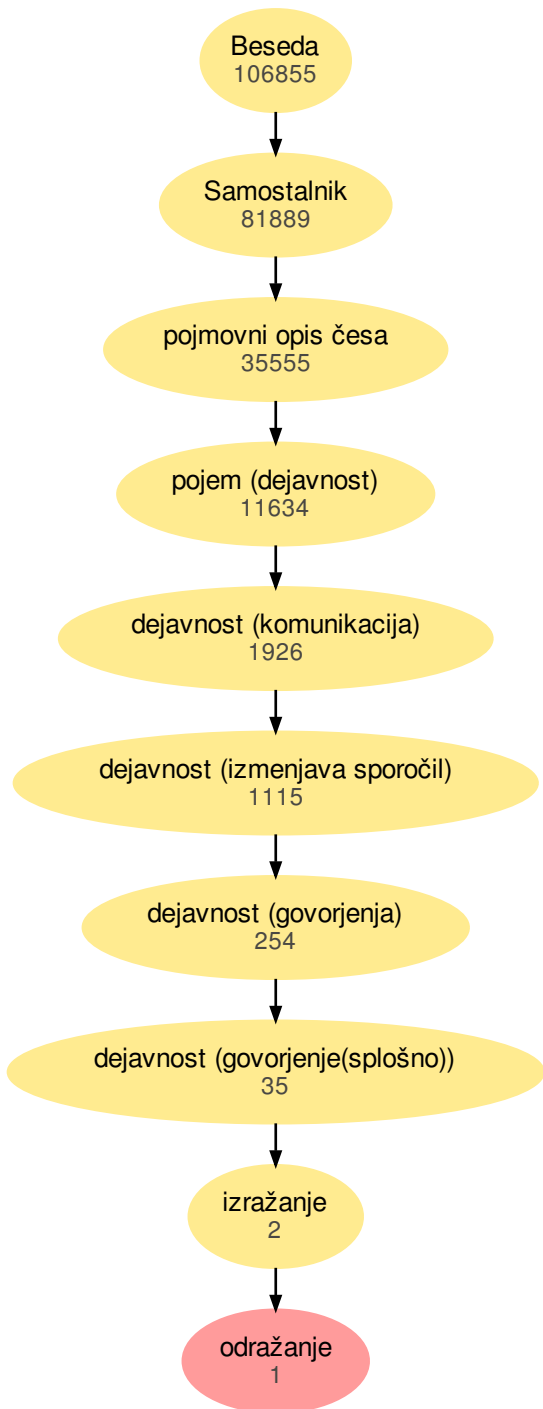 Beseda
106855
Samostalnik
81889
pojmovni opis česa
35555
pojem (dejavnost)
11634
dejavnost (komunikacija)
1926
dejavnost (izmenjava sporočil)
1115
dejavnost (govorjenja)
254
dejavnost (govorjenje(splošno))
35
izražanje
2
odražanje
1